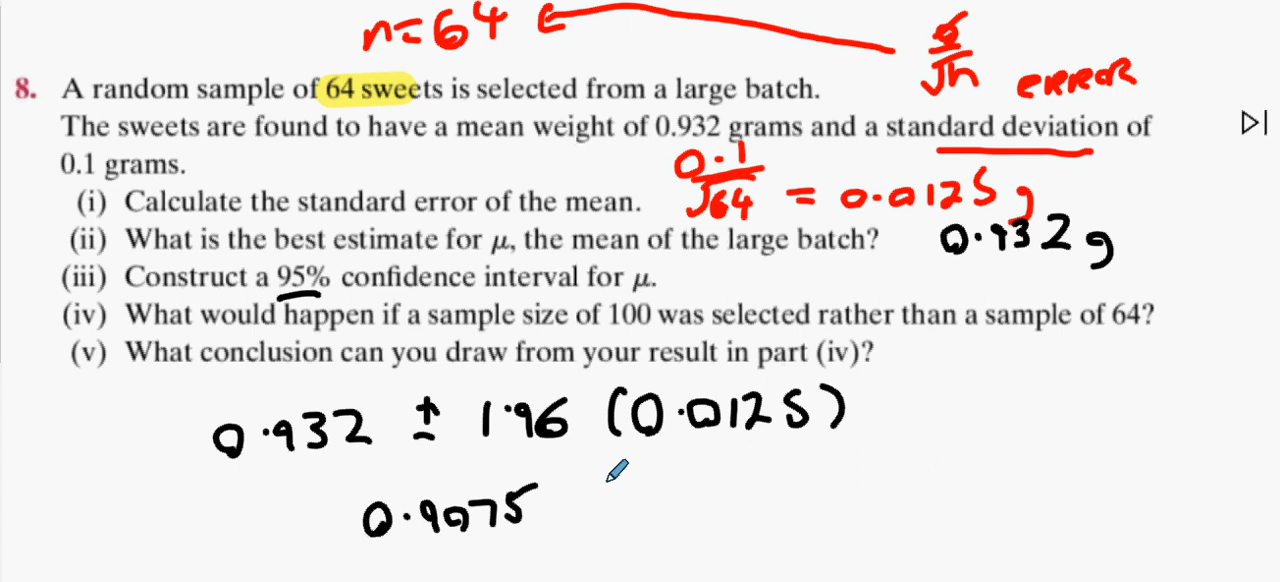 n=64
σ/√n ERROR
8. A random sample of 64 sweets is selected from a large batch.
The sweets are found to have a mean weight of 0.932 grams and a standard deviation of
0.1 grams.
0.1/√64 = 0.0125 g
(i) Calculate the standard error of the mean.
(ii) What is the best estimate for μ, the mean of the large batch? 0.932 g
(iii) Construct a 95% confidence interval for μ.
(iv) What would happen if a sample size of 100 was selected rather than a sample of 64?
(v) What conclusion can you draw from your result in part (iv)?
0.932 ± 1.96 (0.0125)
0.9075